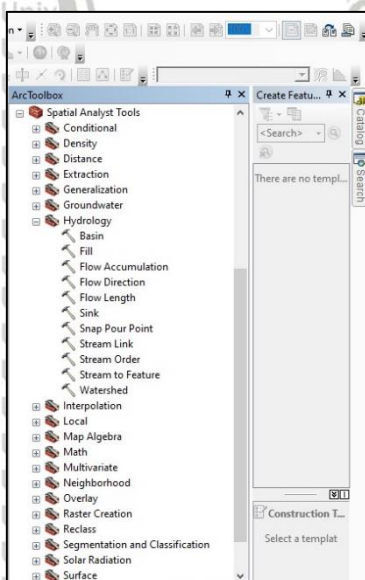 ArcToolbox
Spatial Analyst Tools
Conditional
Density
Distance
Extraction
Generalization
Groundwater
Hydrology
Basin
Fill
Flow Accumulation
Flow Direction
Flow Length
Sink
Snap Pour Point
Stream Link
Stream Order
Stream to Feature
Watershed
Interpolation
Local
Map Algebra
Math
Multivariate
Neighborhood
Overlay
Raster Creation
Reclass
Segmentation and Classification
Solar Radiation
Surface
Create Featu...
<Search>
There are no templ...
Construction T...
Select a templat
Catalog
Search